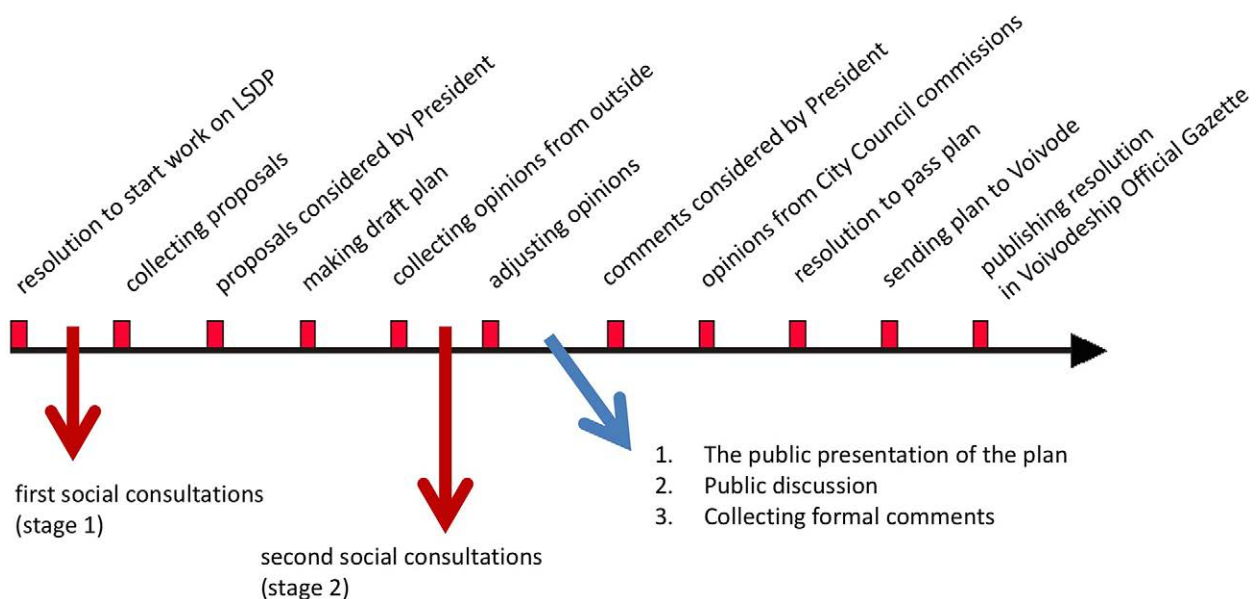 resolution to start work on LSDP
collecting proposals
proposals considered by President
making draft plan
collecting opinions from outside
adjusting opinions
comments considered by President
opinions from City Council commissions
resolution to pass plan
sending plan to Voivode
publishing resolution
in Voivodeship Official Gazette
first social consultations
(stage 1)
second social consultations
(stage 2)
1. The public presentation of the plan
2. Public discussion
3. Collecting formal comments